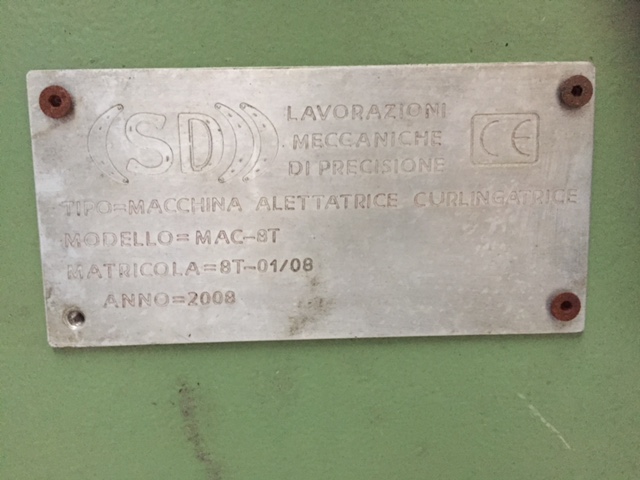 (SD)) LAVORAZIONI
MECCANICHE
DI PRECISIONE
CE
TIPO=MACCHINA ALETTATRICE CURLINGATRICE
MODELLO= MAC-8T
MATRICOLA=8T-01/08
ANNO=2008